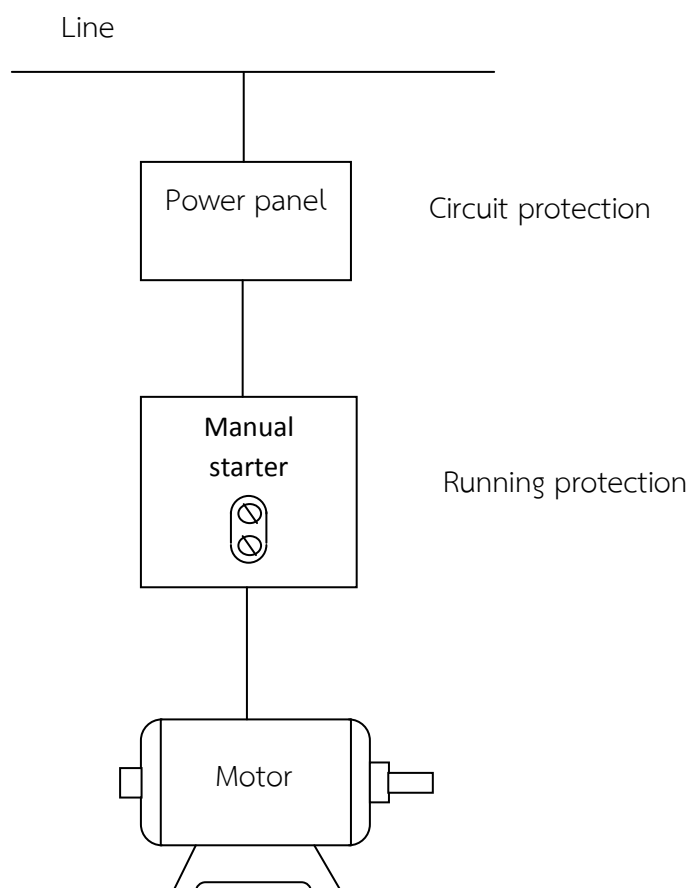 Line
Power panel
Circuit protection
Manual
starter
Running protection
Motor